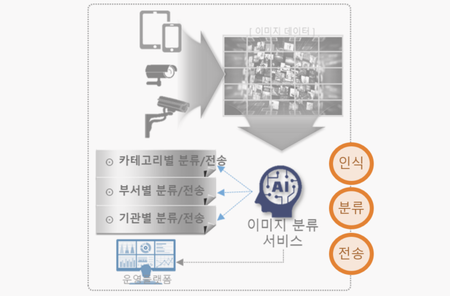 [ 이미지 데이터 ]
카테고리별 분류/전송
부서별 분류/전송
기관별 분류/전송
AI
이미지 분류
서비스
운영플랫폼
인식
분류
전송